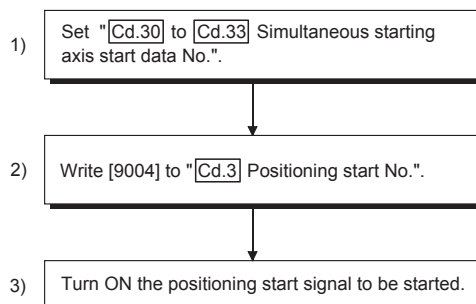 1)
Set "Cd.30 to Cd.33 Simultaneous starting
axis start data No.".
2)
Write [9004] to "Cd.3 Positioning start No.".
3)
Turn ON the positioning start signal to be started.